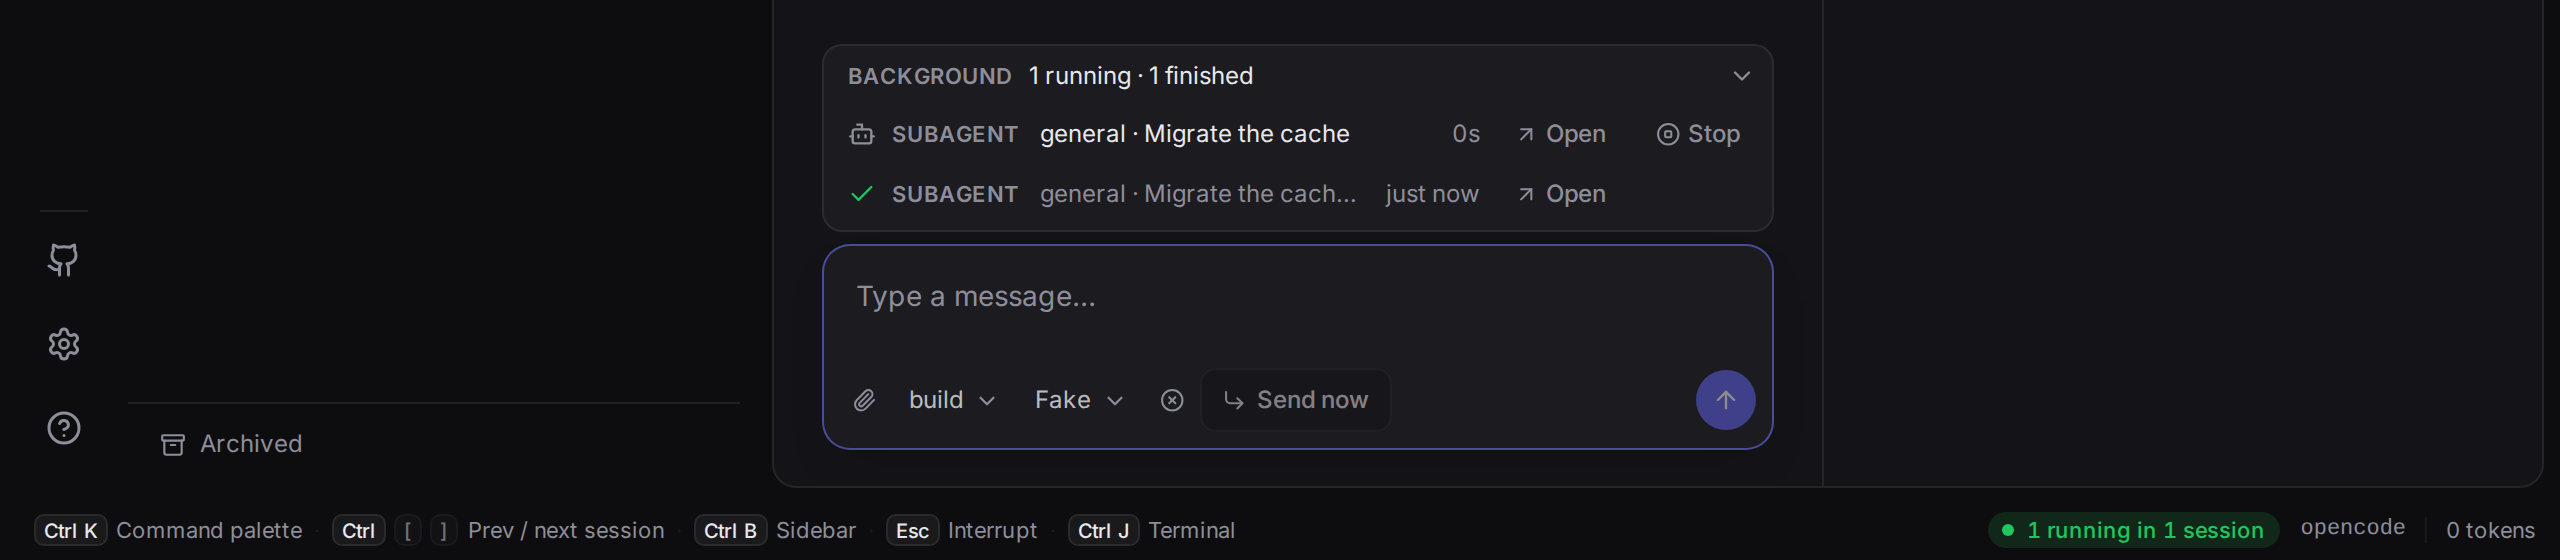 BACKGROUND 1 running · 1 finished
SUBAGENT general · Migrate the cache 0s Open Stop
SUBAGENT general · Migrate the cach... just now Open
Type a message...
build Fake Send now
Archived
Ctrl K Command palette · Ctrl [ ] Prev / next session · Ctrl B Sidebar · Esc Interrupt · Ctrl J Terminal
1 running in 1 session opencode 0 tokens